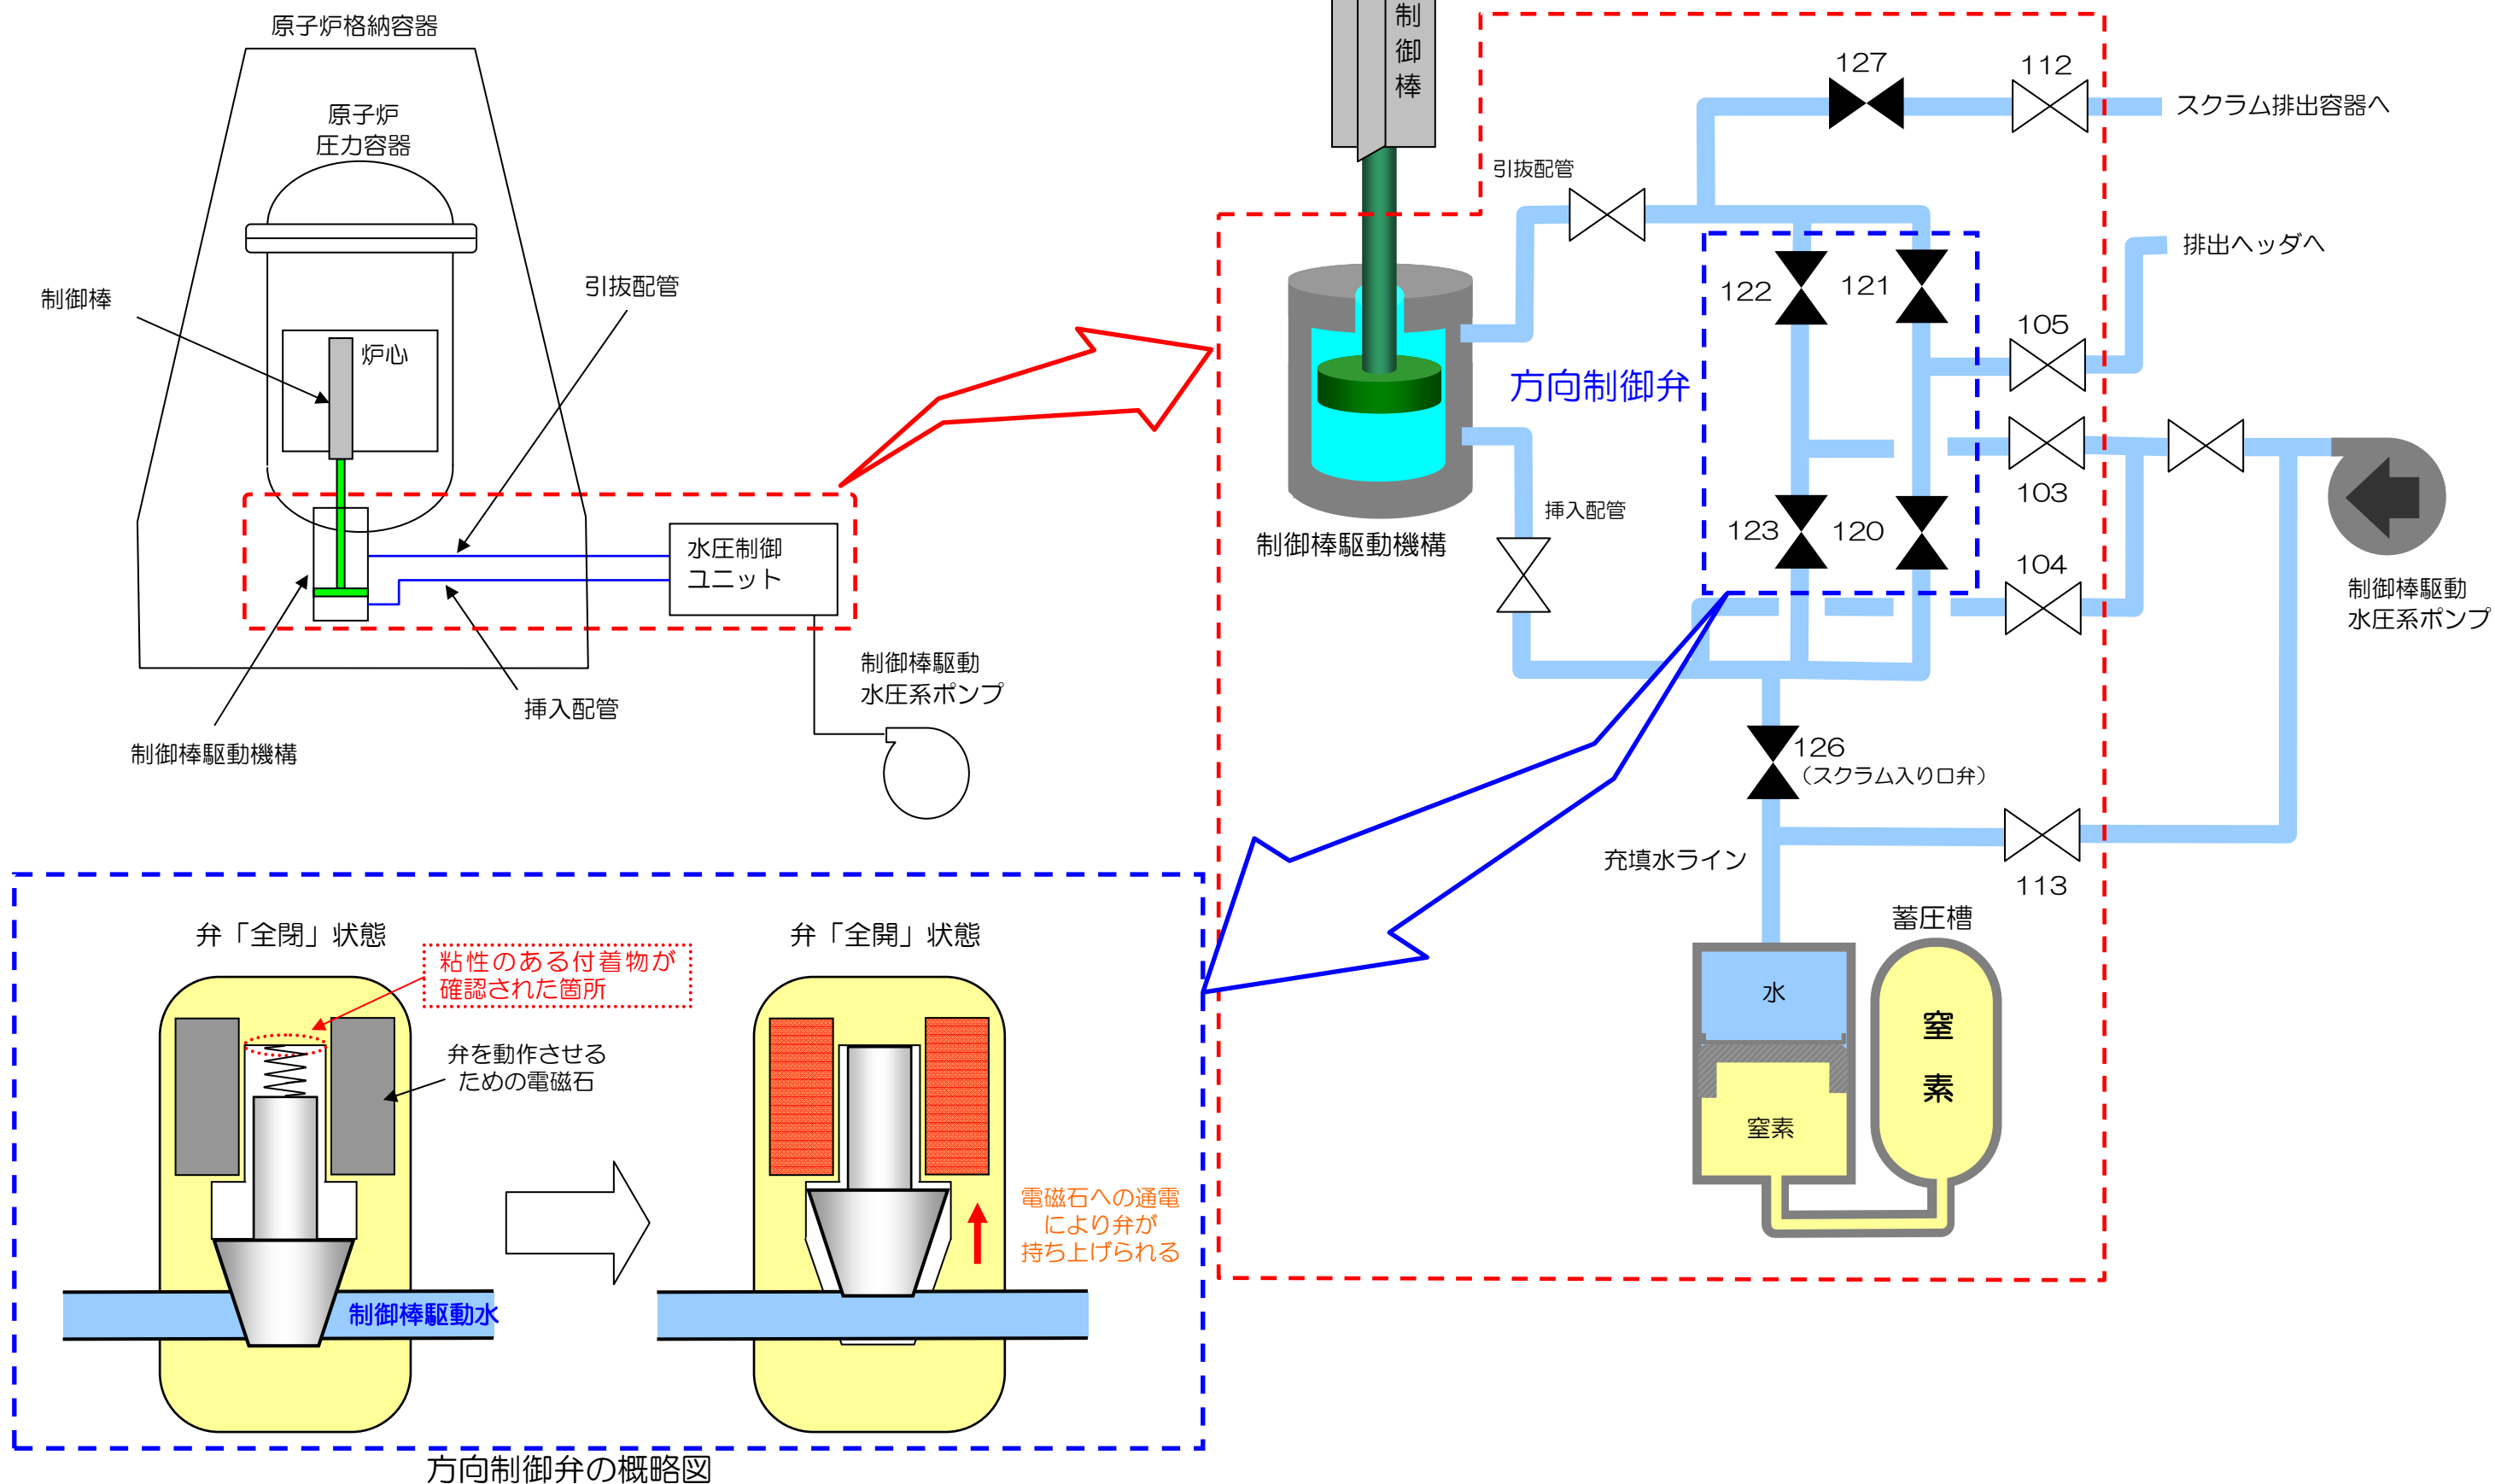 原子炉格納容器
原子炉
圧力容器
制御棒
炉心
引抜配管
水圧制御
ユニット
制御棒駆動
水圧系ポンプ
挿入配管
制御棒駆動機構
制
御
棒
引抜配管
127
112
スクラム排出容器へ
排出ヘッダへ
122
121
105
方向制御弁
103
123
120
104
挿入配管
制御棒駆動機構
制御棒駆動
水圧系ポンプ
126
(スクラム入り口弁)
充填水ライン
113
蓄圧槽
水
窒
素
窒素
弁「全閉」状態
粘性のある付着物が
確認された箇所
弁を動作させる
ための電磁石
制御棒駆動水
弁「全開」状態
電磁石への通電
により弁が
持ち上げられる
方向制御弁の概略図